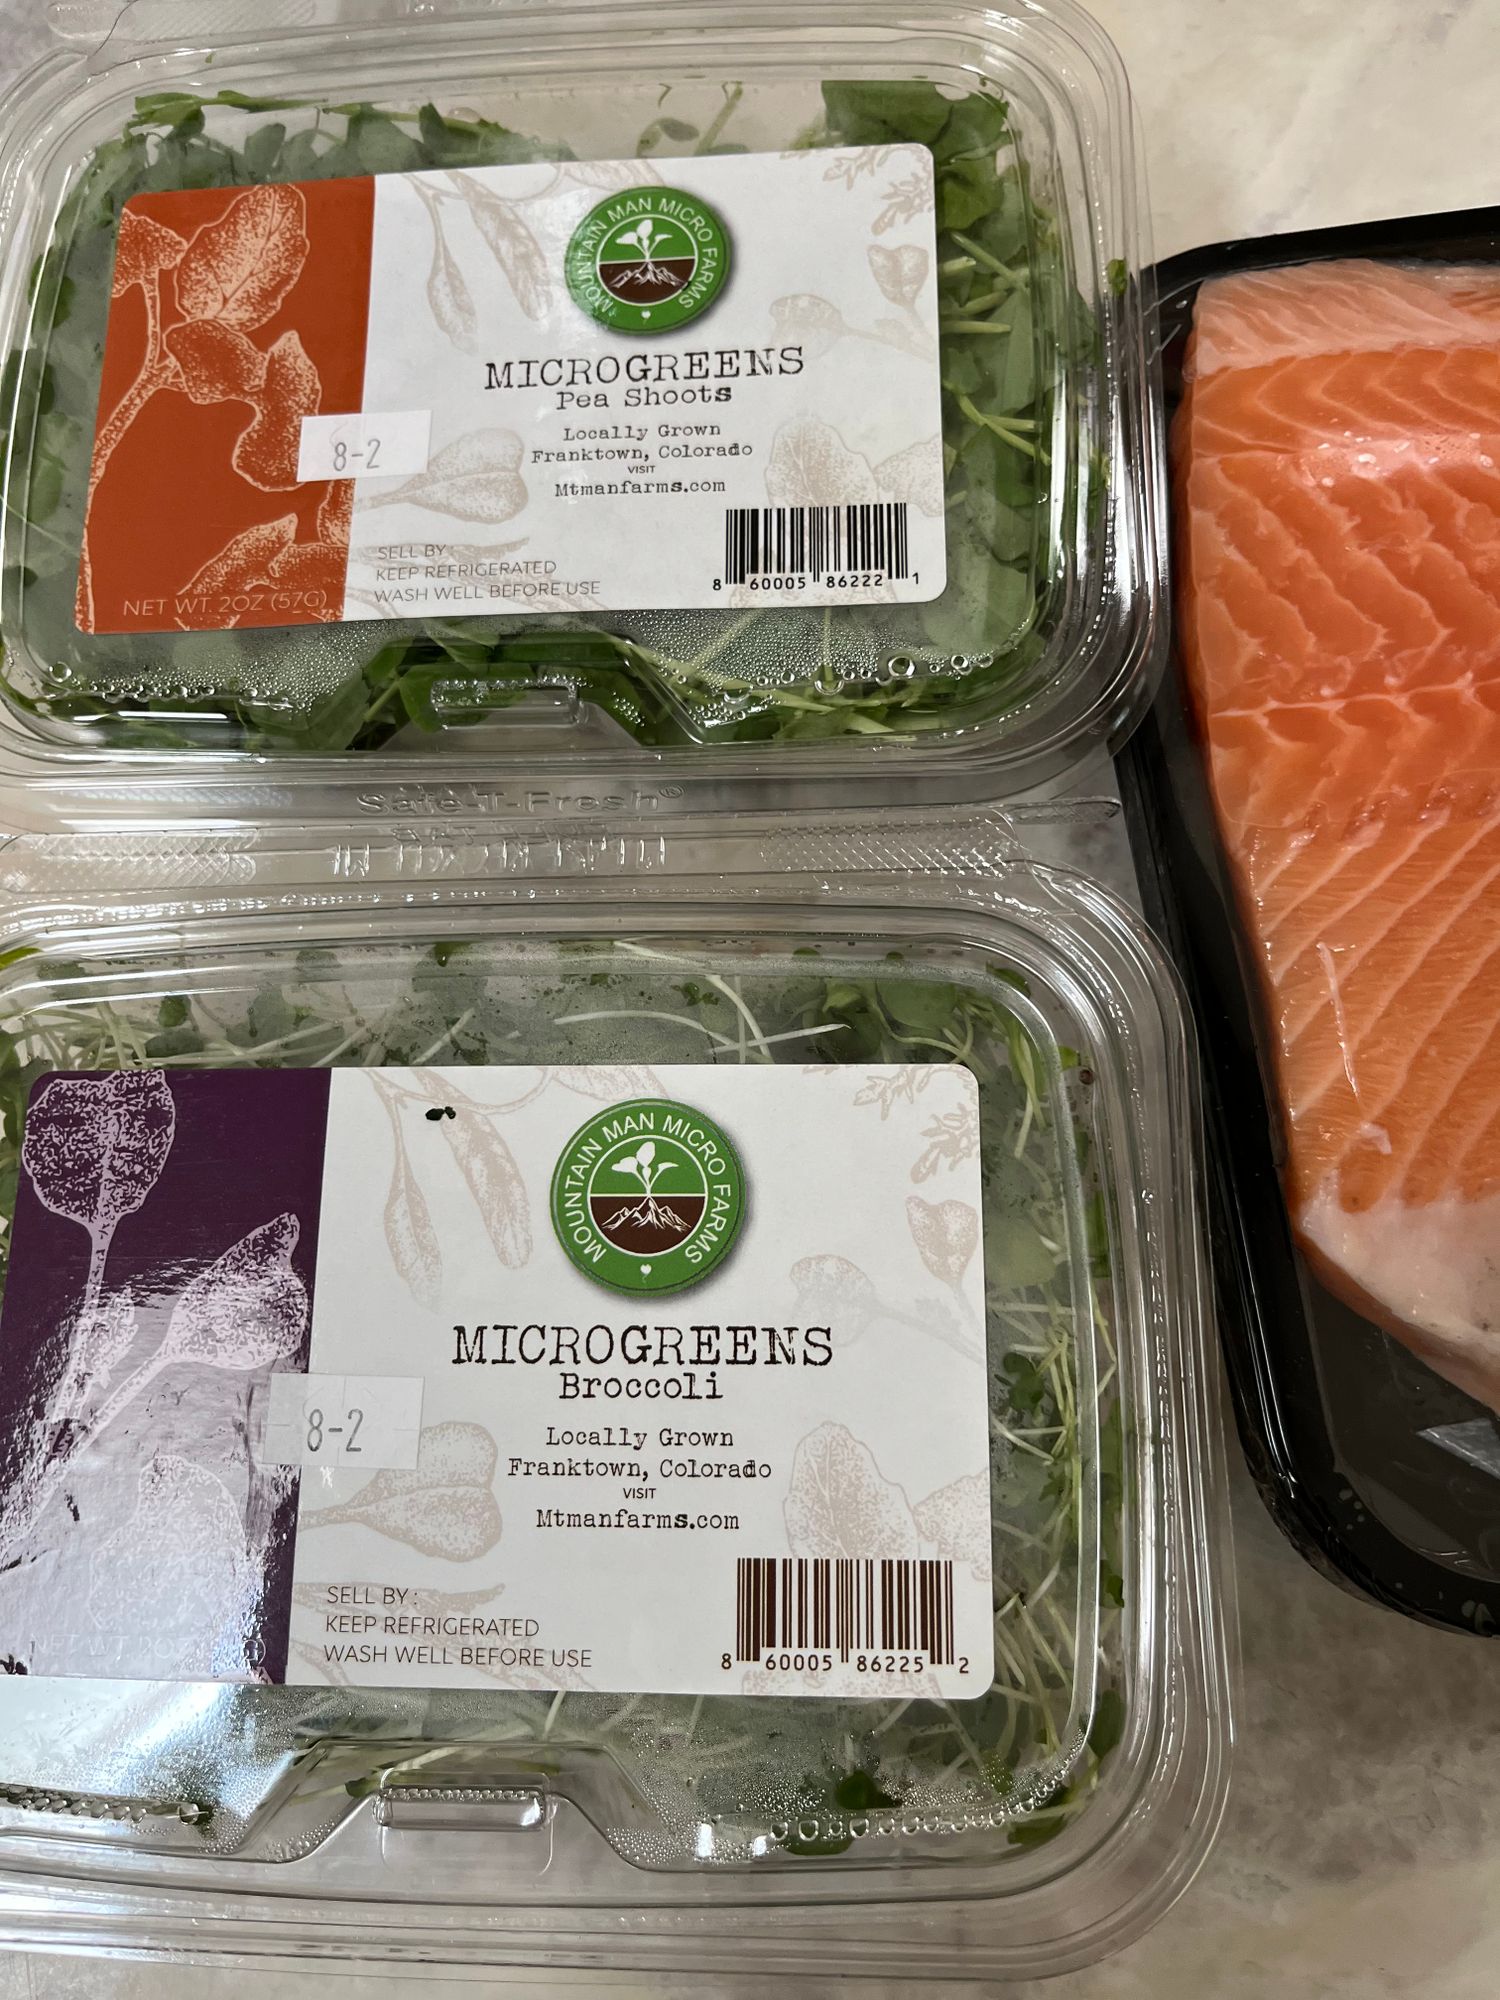 MOUNTAIN MAN MICRO FARMS
MICROGREENS
Pea Shoots
8-2
Locally Grown
Franktown, Colorado
VISIT
Mtmanfarms.com
SELL BY :
KEEP REFRIGERATED
WASH WELL BEFORE USE
NET WT. 2OZ (57G)
8 60005 86222 1
Safe-T-Fresh®
MOUNTAIN MAN MICRO FARMS
MICROGREENS
Broccoli
8-2
Locally Grown
Franktown, Colorado
VISIT
Mtmanfarms.com
SELL BY :
KEEP REFRIGERATED
WASH WELL BEFORE USE
8 60005 86225 2